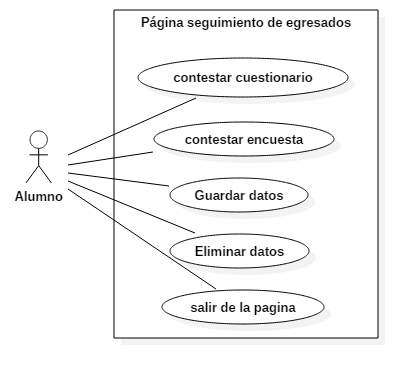 Página seguimiento de egresados
contestar cuestionario
contestar encuesta
Guardar datos
Alumno
Eliminar datos
salir de la pagina